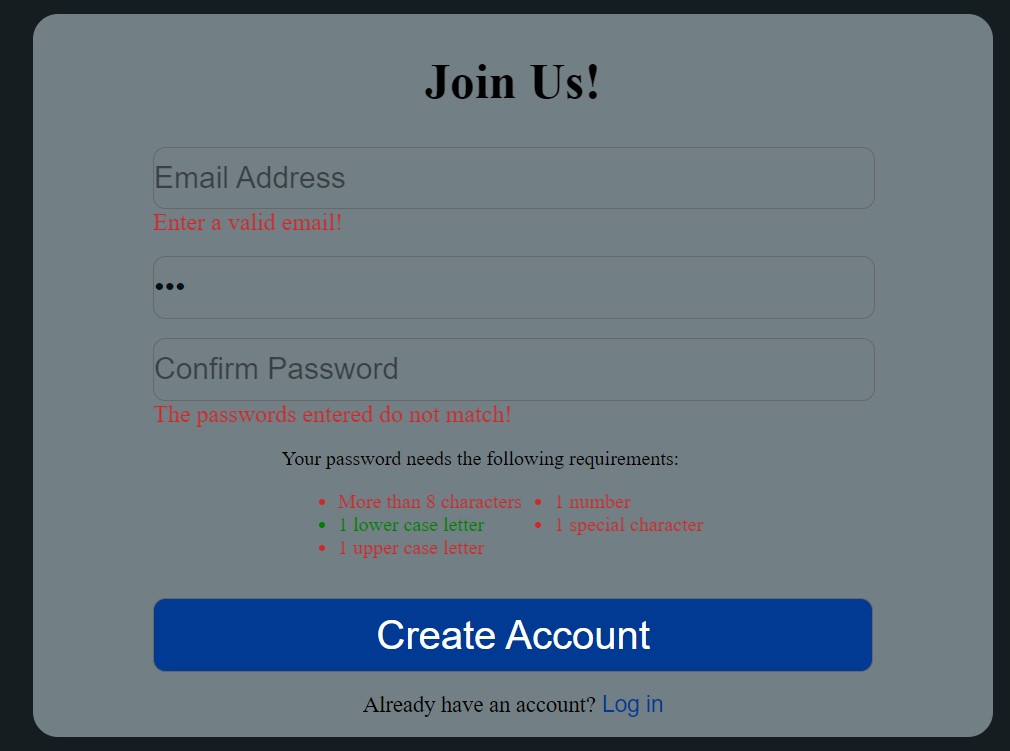 Join Us!
Email Address
Enter a valid email!
•••
Confirm Password
The passwords entered do not match!
Your password needs the following requirements:
• More than 8 characters
• 1 lower case letter
• 1 upper case letter
• 1 number
• 1 special character
Create Account
Already have an account? Log in